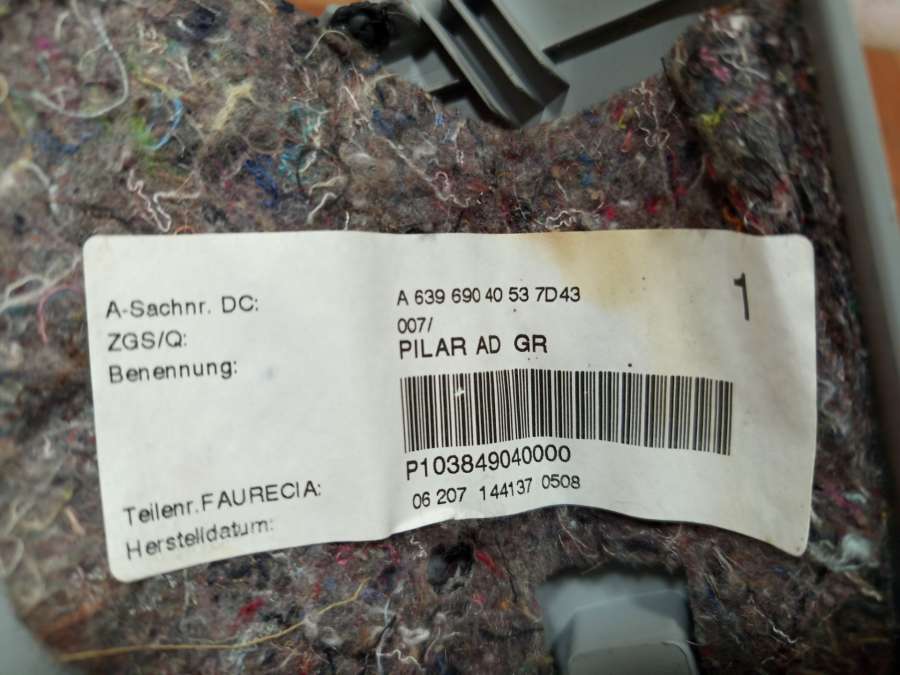 A-Sachnr. DC: A 639 690 40 53 7D43
1
ZGS/Q: 007/
Benennung: PILAR AD GR
Teilenr.FAURECIA: P103849040000
Herstelldatum: 06 207 144137 0508